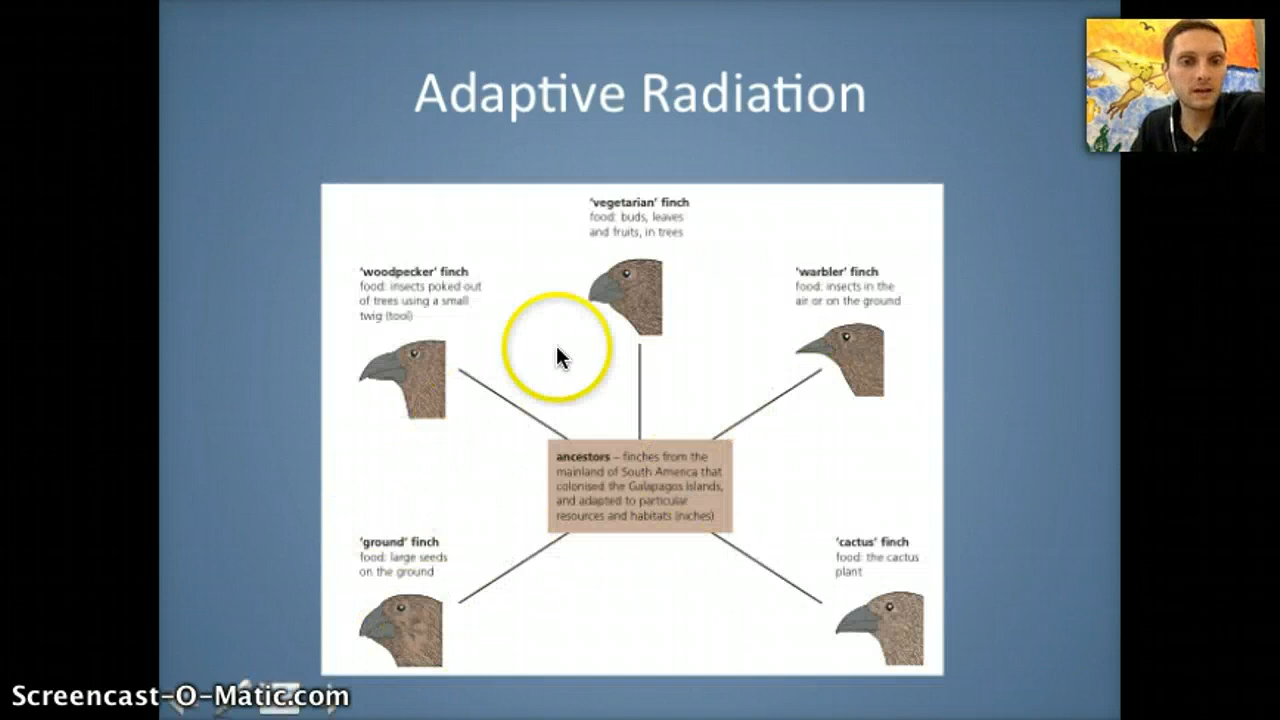 Adaptive Radiation
'vegetarian' finch
food: buds, leaves
and fruits, in trees
'woodpecker' finch
food: insects poked out
of trees using a small
twig (tool)
'warbler' finch
food: insects in the
air or on the ground
ancestors – finches from the
mainland of South America that
colonised the Galapagos Islands,
and adapted to particular
resources and habitats (niches)
'ground' finch
food: large seeds
on the ground
'cactus' finch
food: the cactus
plant
Screencast-O-Matic.com